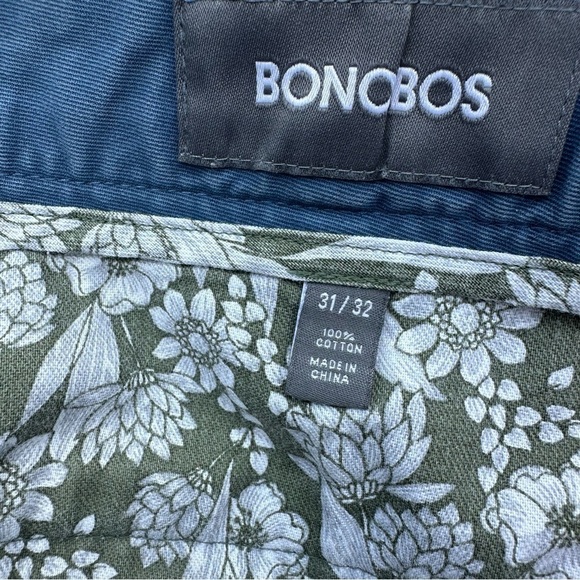 BONOBOS
31/32
100%
COTTON
MADE IN
CHINA